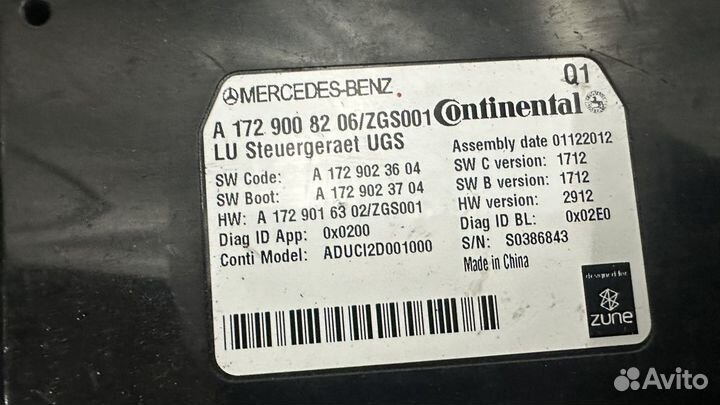 MERCEDES-BENZ
Q1
A 172 900 82 06/ZGS001 Continental
LU Steuergeraet UGS
Assembly date 01122012
SW Code: A 172 902 36 04
SW C version: 1712
SW Boot: A 172 902 37 04
SW B version: 1712
HW: A 172 901 63 02/ZGS001
HW version: 2912
Diag ID App: 0x0200
Diag ID BL: 0x02E0
Conti Model: ADUCI2D001000
S/N: S0386843
Made in China
designed for
zune
Avito